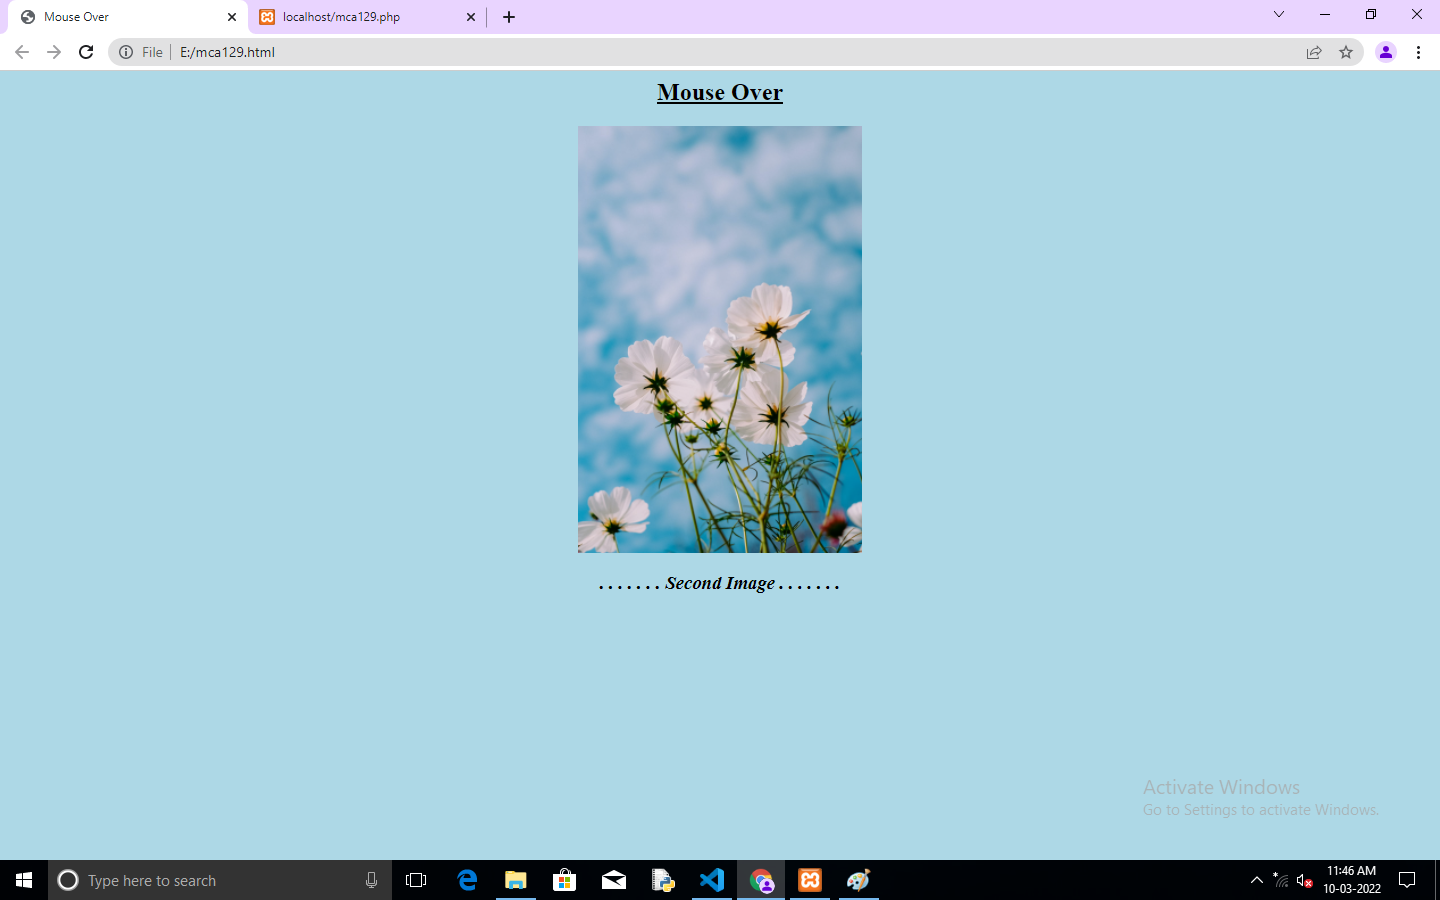 Mouse Over
localhost/mca129.php
File
E:/mca129.html
Mouse Over
. . . . . . . Second Image . . . . . . .
Activate Windows
Go to Settings to activate Windows.
Type here to search
11:46 AM
10-03-2022